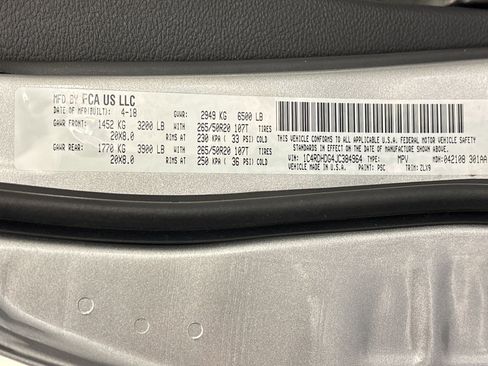 MFD BY FCA US LLC
DATE OF MFR(BUILT): 4-18 GVWR: 2949 KG 6500 LB
GAWR FRONT: 1452 KG 3200 LB WITH 265/50R20 107T TIRES
20X8.0 RIMS AT 230 KPA ( 33 PSI) COLD
GAWR REAR: 1770 KG 3900 LB WITH 265/50R20 107T TIRES
20X8.0 RIMS AT 250 KPA ( 36 PSI) COLD
THIS VEHICLE CONFORMS TO ALL APPLICABLE U.S.A. FEDERAL MOTOR VEHICLE SAFETY
STANDARDS IN EFFECT ON THE DATE OF MANUFACTURE SHOWN ABOVE.
VIN: 1C4RDHDG4JC384964 TYPE: MPV MDH: 042108 301AA
VEHICLE MADE IN U.S.A. PAINT: PSC TRIM: ZLX9